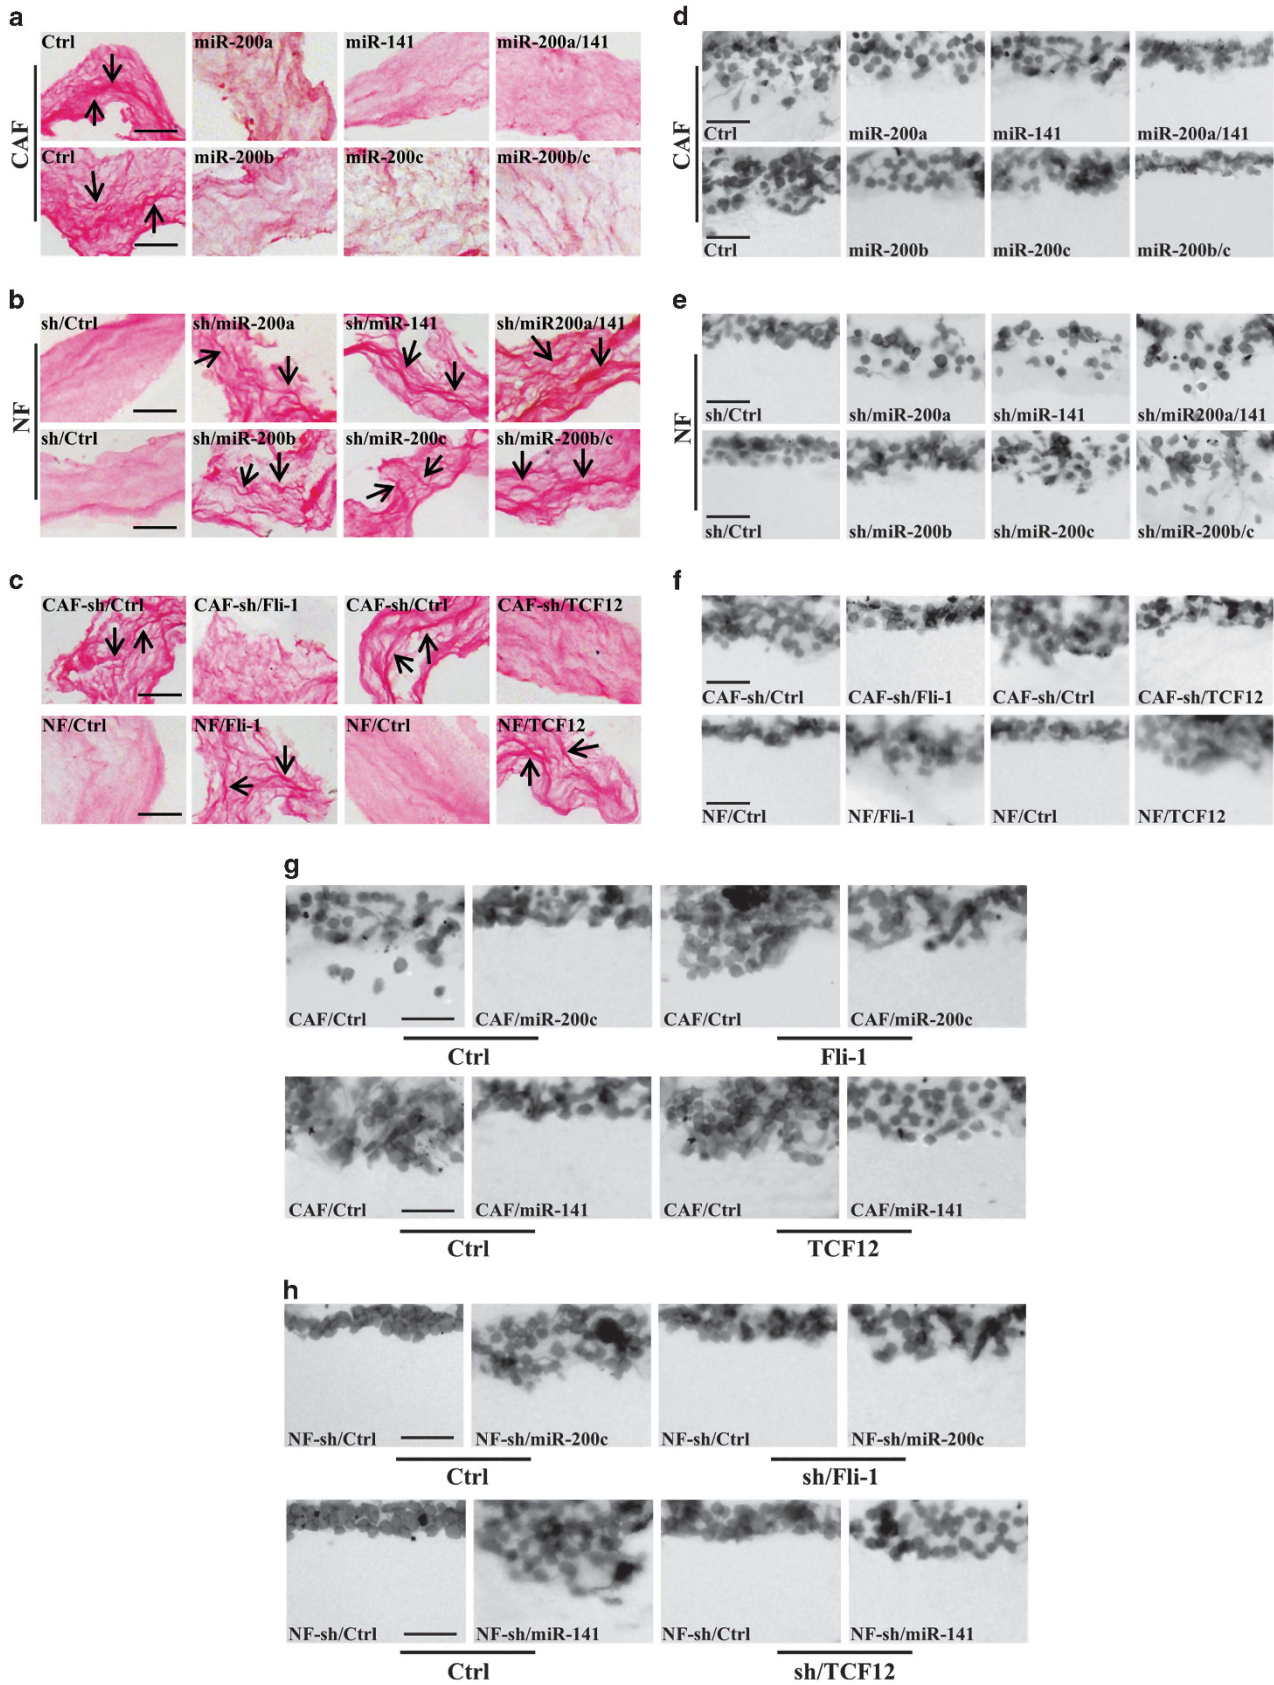 a
CAF
Ctrl miR-200a miR-141 miR-200a/141
Ctrl miR-200b miR-200c miR-200b/c
b
NF
sh/Ctrl sh/miR-200a sh/miR-141 sh/miR200a/141
sh/Ctrl sh/miR-200b sh/miR-200c sh/miR-200b/c
c
CAF-sh/Ctrl CAF-sh/Fli-1 CAF-sh/Ctrl CAF-sh/TCF12
NF/Ctrl NF/Fli-1 NF/Ctrl NF/TCF12
d
CAF
Ctrl miR-200a miR-141 miR-200a/141
Ctrl miR-200b miR-200c miR-200b/c
e
NF
sh/Ctrl sh/miR-200a sh/miR-141 sh/miR200a/141
sh/Ctrl sh/miR-200b sh/miR-200c sh/miR-200b/c
f
CAF-sh/Ctrl CAF-sh/Fli-1 CAF-sh/Ctrl CAF-sh/TCF12
NF/Ctrl NF/Fli-1 NF/Ctrl NF/TCF12
g
CAF/Ctrl CAF/miR-200c CAF/Ctrl CAF/miR-200c
Ctrl Fli-1
CAF/Ctrl CAF/miR-141 CAF/Ctrl CAF/miR-141
Ctrl TCF12
h
NF-sh/Ctrl NF-sh/miR-200c NF-sh/Ctrl NF-sh/miR-200c
Ctrl sh/Fli-1
NF-sh/Ctrl NF-sh/miR-141 NF-sh/Ctrl NF-sh/miR-141
Ctrl sh/TCF12